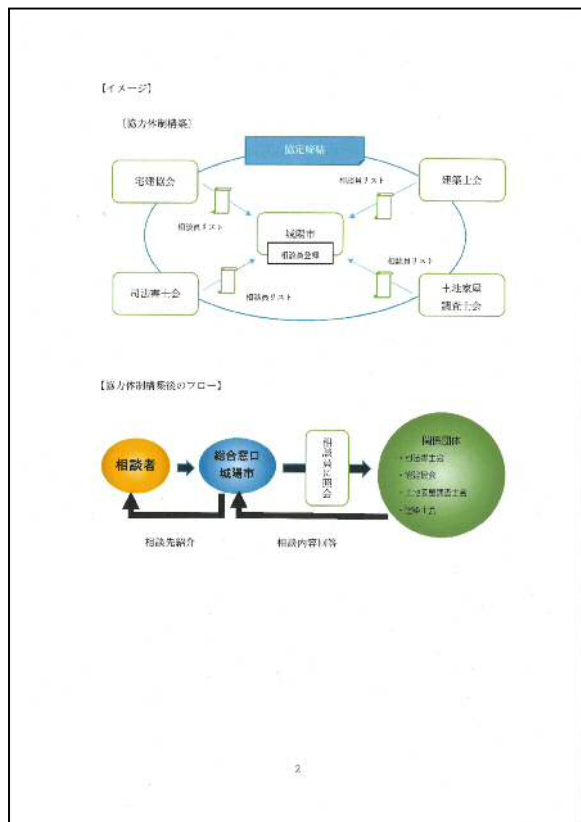 【イメージ】
〔協力体制構築〕
協定締結
宅建協会
建築士会
相談員リスト
相談員リスト
城陽市
相談員登録
相談員リスト
相談員リスト
司法書士会
土地家屋
調査士会
【協力体制構築後のフロー】
相談者
総合窓口
城陽市
相談員に照会
関係団体
・司法書士会
・宅建協会
・土地家屋調査士会
・建築士会
相談先紹介
相談内容回答
2